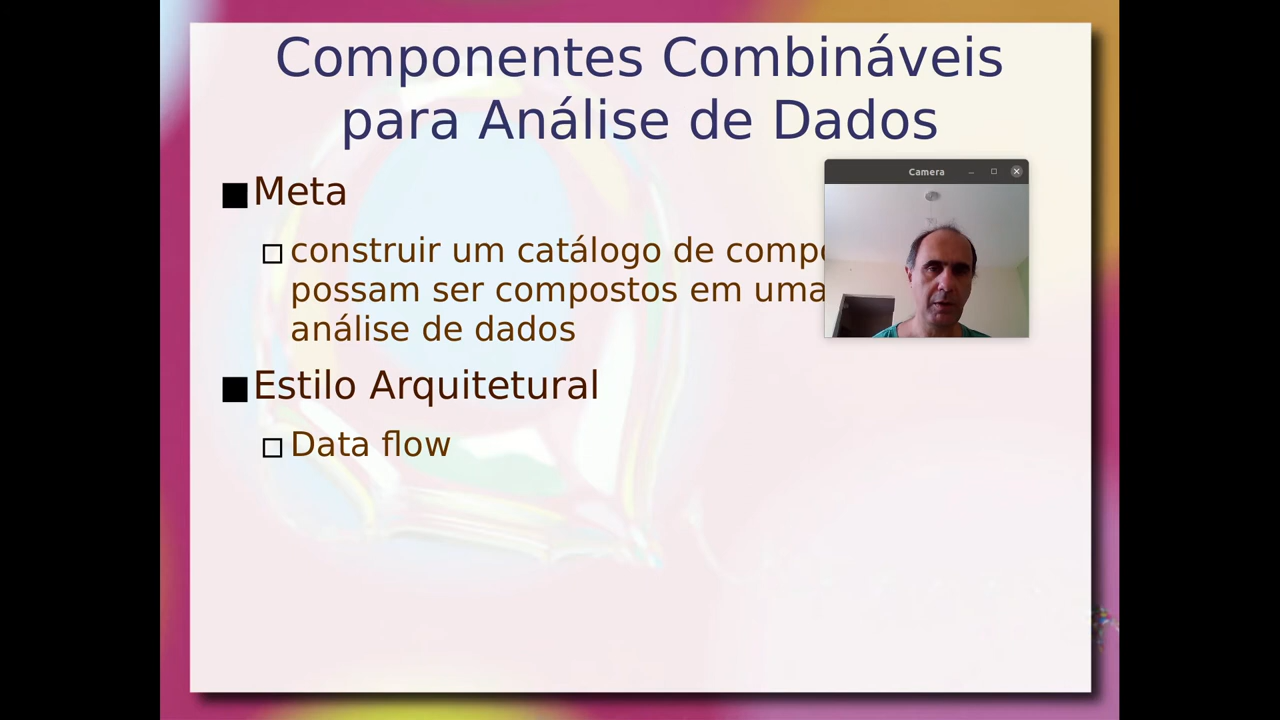 Componentes Combináveis
para Análise de Dados
Meta
Camera
construir um catálogo de
possam ser compostos em uma
análise de dados
Estilo Arquitetural
Data flow